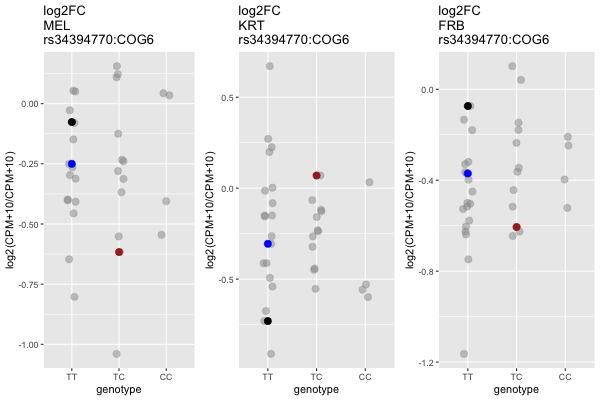 log2FC
MEL
rs34394770:COG6
log2(CPM+10/CPM+10)
0.00
-0.25
-0.50
-0.75
-1.00
TT TC CC
genotype
log2FC
KRT
rs34394770:COG6
log2(CPM+10/CPM+10)
0.5
0.0
-0.5
TT TC CC
genotype
log2FC
FRB
rs34394770:COG6
log2(CPM+10/CPM+10)
0.0
-0.4
-0.8
-1.2
TT TC CC
genotype